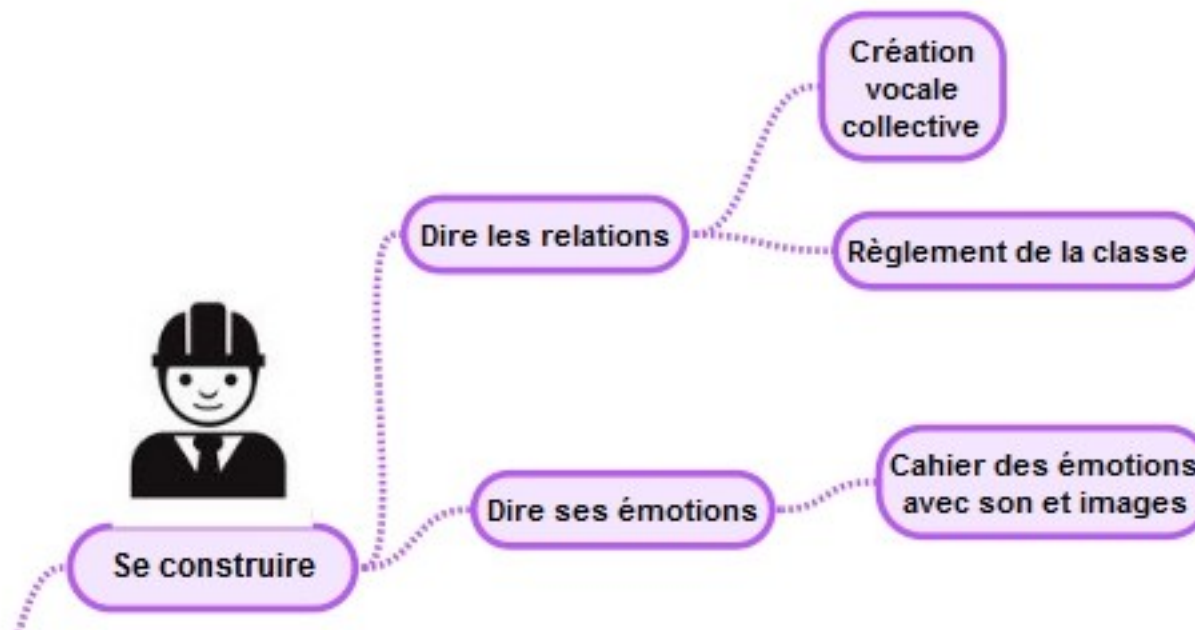 Création
vocale
collective
Dire les relations
Règlement de la classe
Cahier des émotions
avec son et images
Dire ses émotions
Se construire